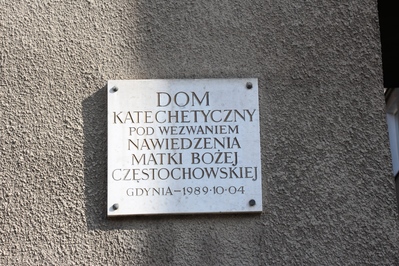 DOM
KATECHETYCZNY
POD WEZWANIEM
NAWIEDZENIA
MATKI BOŻEJ
CZĘSTOCHOWSKIEJ
GDYNIA–1989·10·04